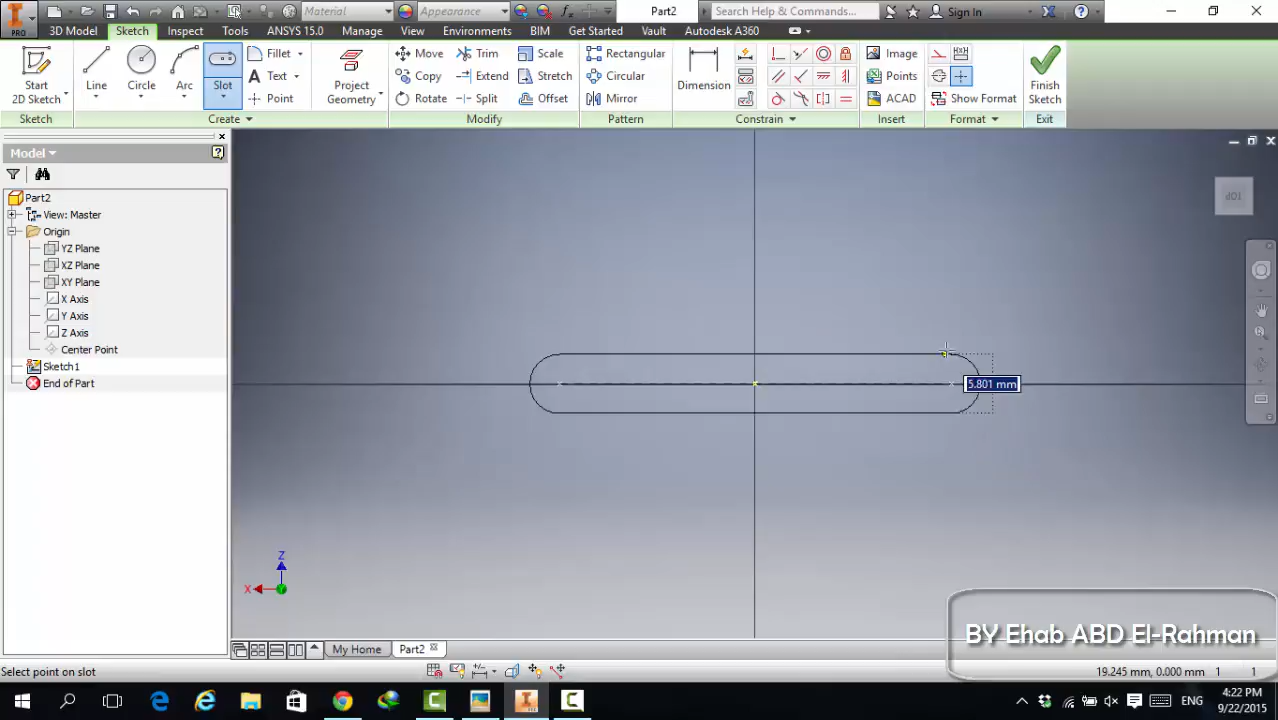 PRO
Material
Appearance
Part2
Search Help & Commands...
Sign In
3D Model
Sketch
Inspect
Tools
ANSYS 15.0
Manage
View
Environments
BIM
Get Started
Vault
Autodesk A360
Start
2D Sketch
Line
Circle
Arc
Slot
Fillet
Text
Point
Project
Geometry
Move
Copy
Rotate
Trim
Extend
Split
Scale
Stretch
Offset
Rectangular
Circular
Mirror
Dimension
Image
Points
ACAD
Show Format
Finish
Sketch
Sketch
Create
Modify
Pattern
Constrain
Insert
Format
Exit
Model
Part2
View: Master
Origin
YZ Plane
XZ Plane
XY Plane
X Axis
Y Axis
Z Axis
Center Point
Sketch1
End of Part
TOP
5.801 mm
Z
X
BY Ehab ABD El-Rahman
My Home
Part2
Select point on slot
19.245 mm, 0.000 mm 1 1
ENG
4:22 PM
9/22/2015